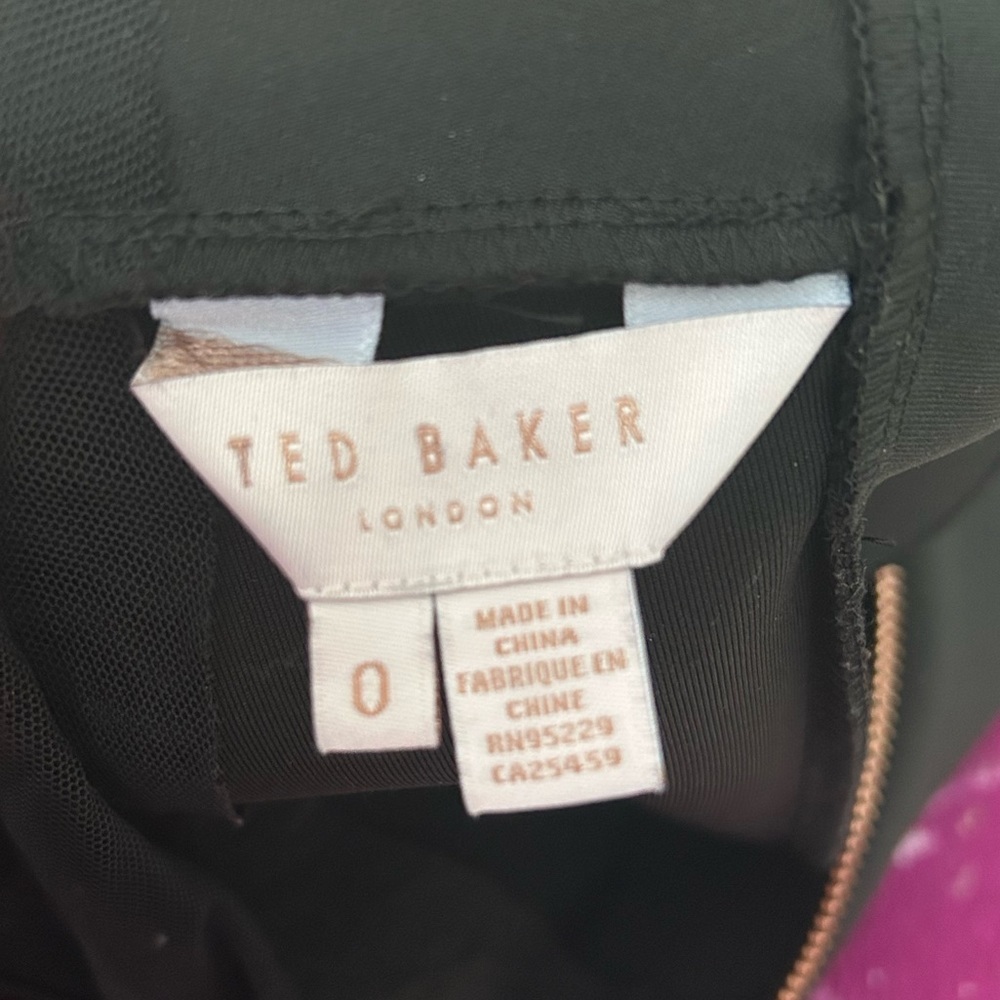 TED BAKER
LONDON
0
MADE IN
CHINA
FABRIQUE EN
CHINE
RN95229
CA25459